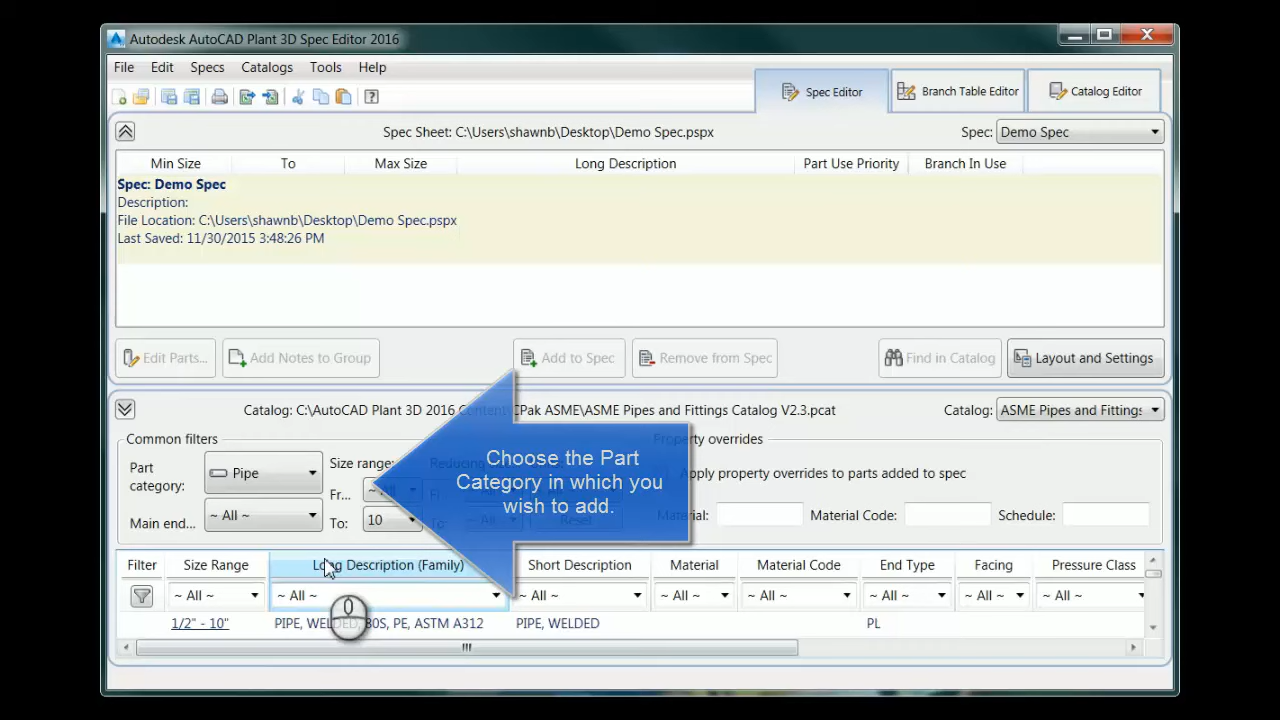 Autodesk AutoCAD Plant 3D Spec Editor 2016
File Edit Specs Catalogs Tools Help
Spec Editor Branch Table Editor Catalog Editor
Spec Sheet: C:\Users\shawnb\Desktop\Demo Spec.pspx Spec: Demo Spec
Min Size To Max Size Long Description Part Use Priority Branch In Use
Spec: Demo Spec
Description:
File Location: C:\Users\shawnb\Desktop\Demo Spec.pspx
Last Saved: 11/30/2015 3:48:26 PM
Edit Parts... Add Notes to Group Add to Spec Remove from Spec Find in Catalog Layout and Settings
Catalog: C:\AutoCAD Plant 3D 2016 Content\CPak ASME\ASME Pipes and Fittings Catalog V2.3.pcat Catalog: ASME Pipes and Fittings
Common filters Property overrides
Part category: Pipe Size range: Apply property overrides to parts added to spec
Fr... ~ All
Main end... ~ All ~ To: 10 Reset Material: Material Code: Schedule:
Choose the Part
Category in which you
wish to add.
Filter Size Range Long Description (Family) Short Description Material Material Code End Type Facing Pressure Class
~ All ~ ~ All ~ ~ All ~ ~ All ~ ~ All ~ ~ All ~ ~ All ~ ~ All ~
1/2" - 10" PIPE, WELDED, 80S, PE, ASTM A312 PIPE, WELDED PL